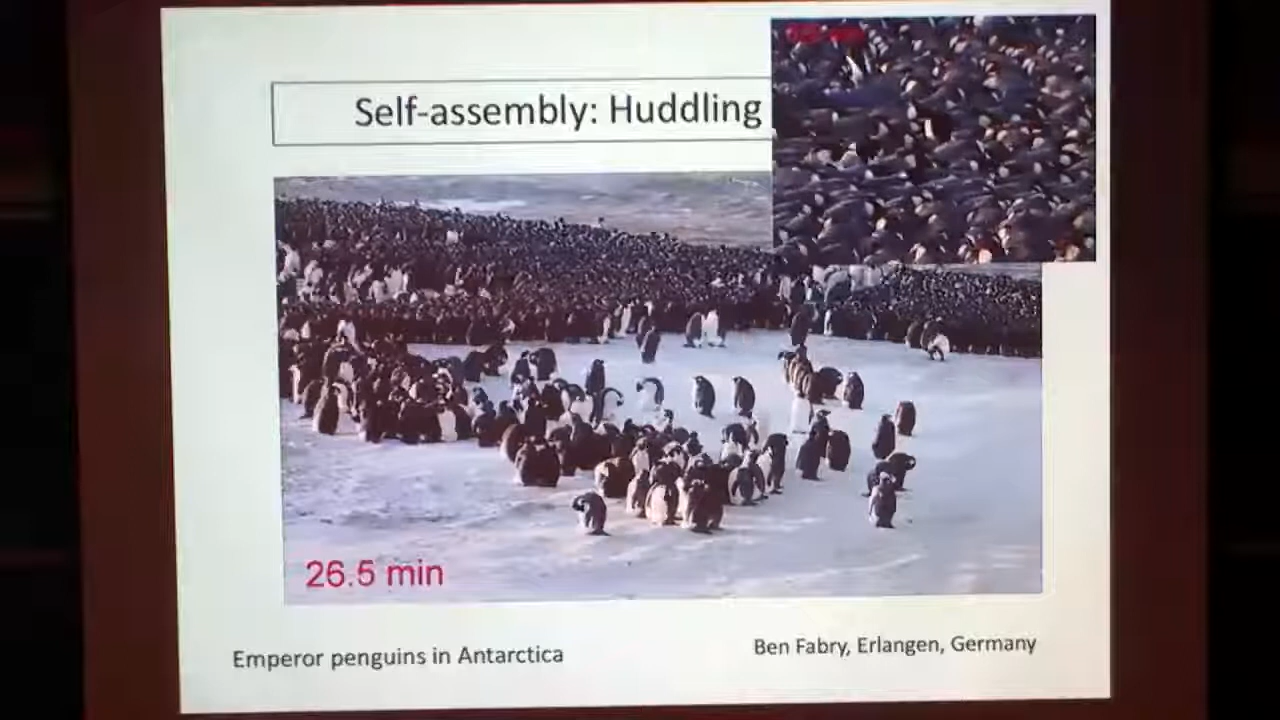 Self-assembly: Huddling
26.5 min
Emperor penguins in Antarctica
Ben Fabry, Erlangen, Germany